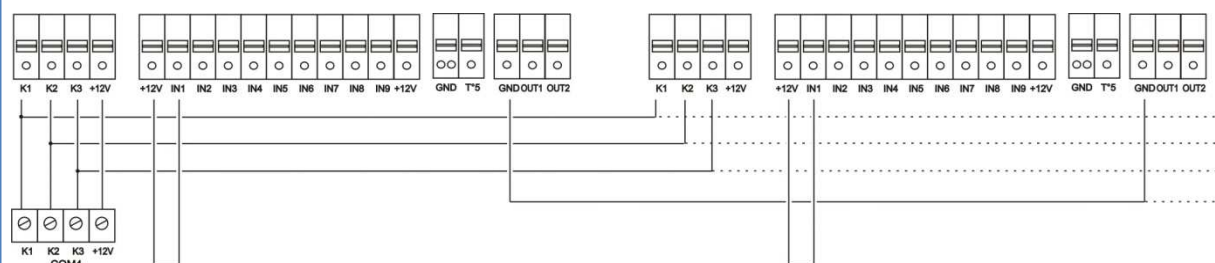 K1 K2 K3 +12V +12V IN1 IN2 IN3 IN4 IN5 IN6 IN7 IN8 IN9 +12V GND T°5 GND OUT1 OUT2 K1 K2 K3 +12V +12V IN1 IN2 IN3 IN4 IN5 IN6 IN7 IN8 IN9 +12V GND T°5 GND OUT1 OUT2
K1 K2 K3 +12V
COM1